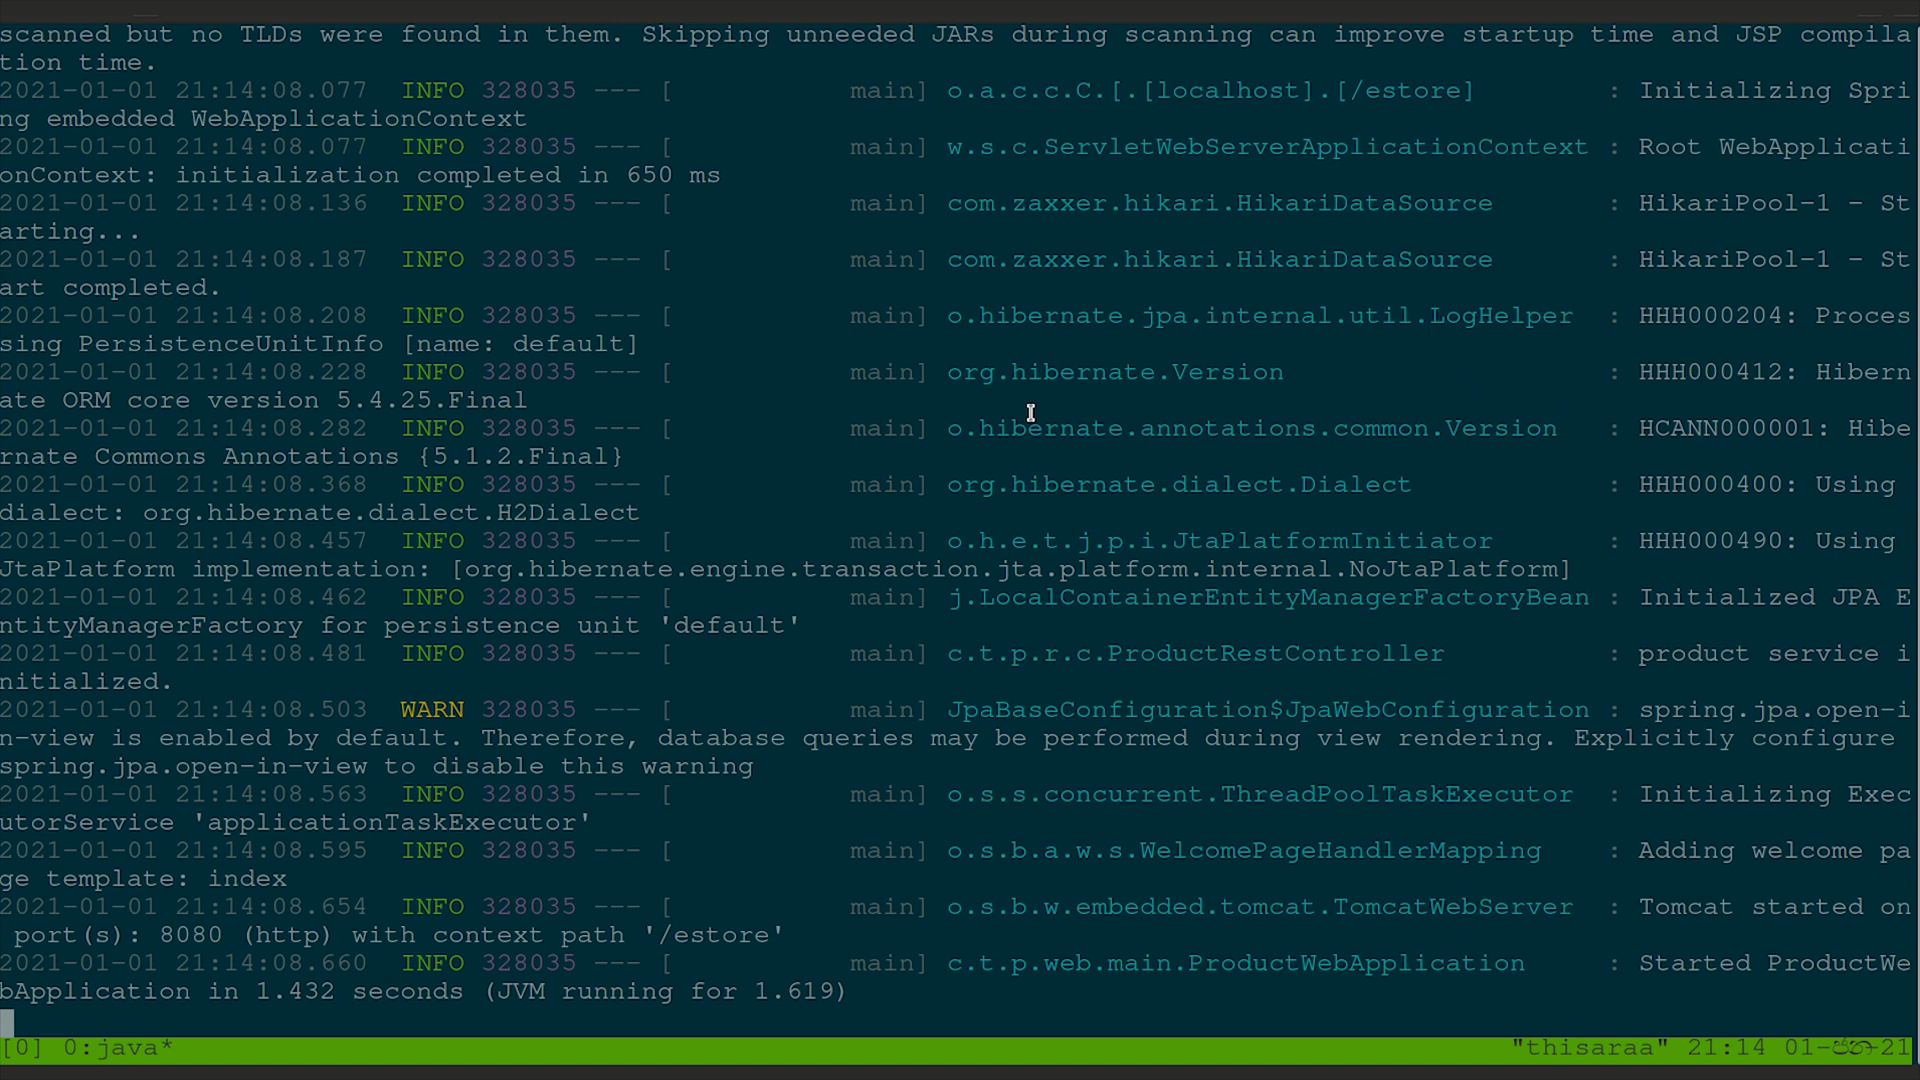 scanned but no TLDs were found in them. Skipping unneeded JARs during scanning can improve startup time and JSP compila
tion time.
2021-01-01 21:14:08.077  INFO 328035 --- [           main] o.a.c.c.C.[.[localhost].[/estore]        : Initializing Spri
ng embedded WebApplicationContext
2021-01-01 21:14:08.077  INFO 328035 --- [           main] w.s.c.ServletWebServerApplicationContext : Root WebApplicati
onContext: initialization completed in 650 ms
2021-01-01 21:14:08.136  INFO 328035 --- [           main] com.zaxxer.hikari.HikariDataSource       : HikariPool-1 - St
arting...
2021-01-01 21:14:08.187  INFO 328035 --- [           main] com.zaxxer.hikari.HikariDataSource       : HikariPool-1 - St
art completed.
2021-01-01 21:14:08.208  INFO 328035 --- [           main] o.hibernate.jpa.internal.util.LogHelper  : HHH000204: Proces
sing PersistenceUnitInfo [name: default]
2021-01-01 21:14:08.228  INFO 328035 --- [           main] org.hibernate.Version                    : HHH000412: Hibern
ate ORM core version 5.4.25.Final
2021-01-01 21:14:08.282  INFO 328035 --- [           main] o.hibernate.annotations.common.Version   : HCANN000001: Hibe
rnate Commons Annotations {5.1.2.Final}
2021-01-01 21:14:08.368  INFO 328035 --- [           main] org.hibernate.dialect.Dialect            : HHH000400: Using
dialect: org.hibernate.dialect.H2Dialect
2021-01-01 21:14:08.457  INFO 328035 --- [           main] o.h.e.t.j.p.i.JtaPlatformInitiator       : HHH000490: Using
JtaPlatform implementation: [org.hibernate.engine.transaction.jta.platform.internal.NoJtaPlatform]
2021-01-01 21:14:08.462  INFO 328035 --- [           main] j.LocalContainerEntityManagerFactoryBean : Initialized JPA E
ntityManagerFactory for persistence unit 'default'
2021-01-01 21:14:08.481  INFO 328035 --- [           main] c.t.p.r.c.ProductRestController          : product service i
nitialized.
2021-01-01 21:14:08.503  WARN 328035 --- [           main] JpaBaseConfiguration$JpaWebConfiguration : spring.jpa.open-i
n-view is enabled by default. Therefore, database queries may be performed during view rendering. Explicitly configure
spring.jpa.open-in-view to disable this warning
2021-01-01 21:14:08.563  INFO 328035 --- [           main] o.s.s.concurrent.ThreadPoolTaskExecutor  : Initializing Exec
utorService 'applicationTaskExecutor'
2021-01-01 21:14:08.595  INFO 328035 --- [           main] o.s.b.a.w.s.WelcomePageHandlerMapping    : Adding welcome pa
ge template: index
2021-01-01 21:14:08.654  INFO 328035 --- [           main] o.s.b.w.embedded.tomcat.TomcatWebServer  : Tomcat started on
 port(s): 8080 (http) with context path '/estore'
2021-01-01 21:14:08.660  INFO 328035 --- [           main] c.t.p.web.main.ProductWebApplication     : Started ProductWe
bApplication in 1.432 seconds (JVM running for 1.619)
[0] 0:java* "thisaraa" 21:14